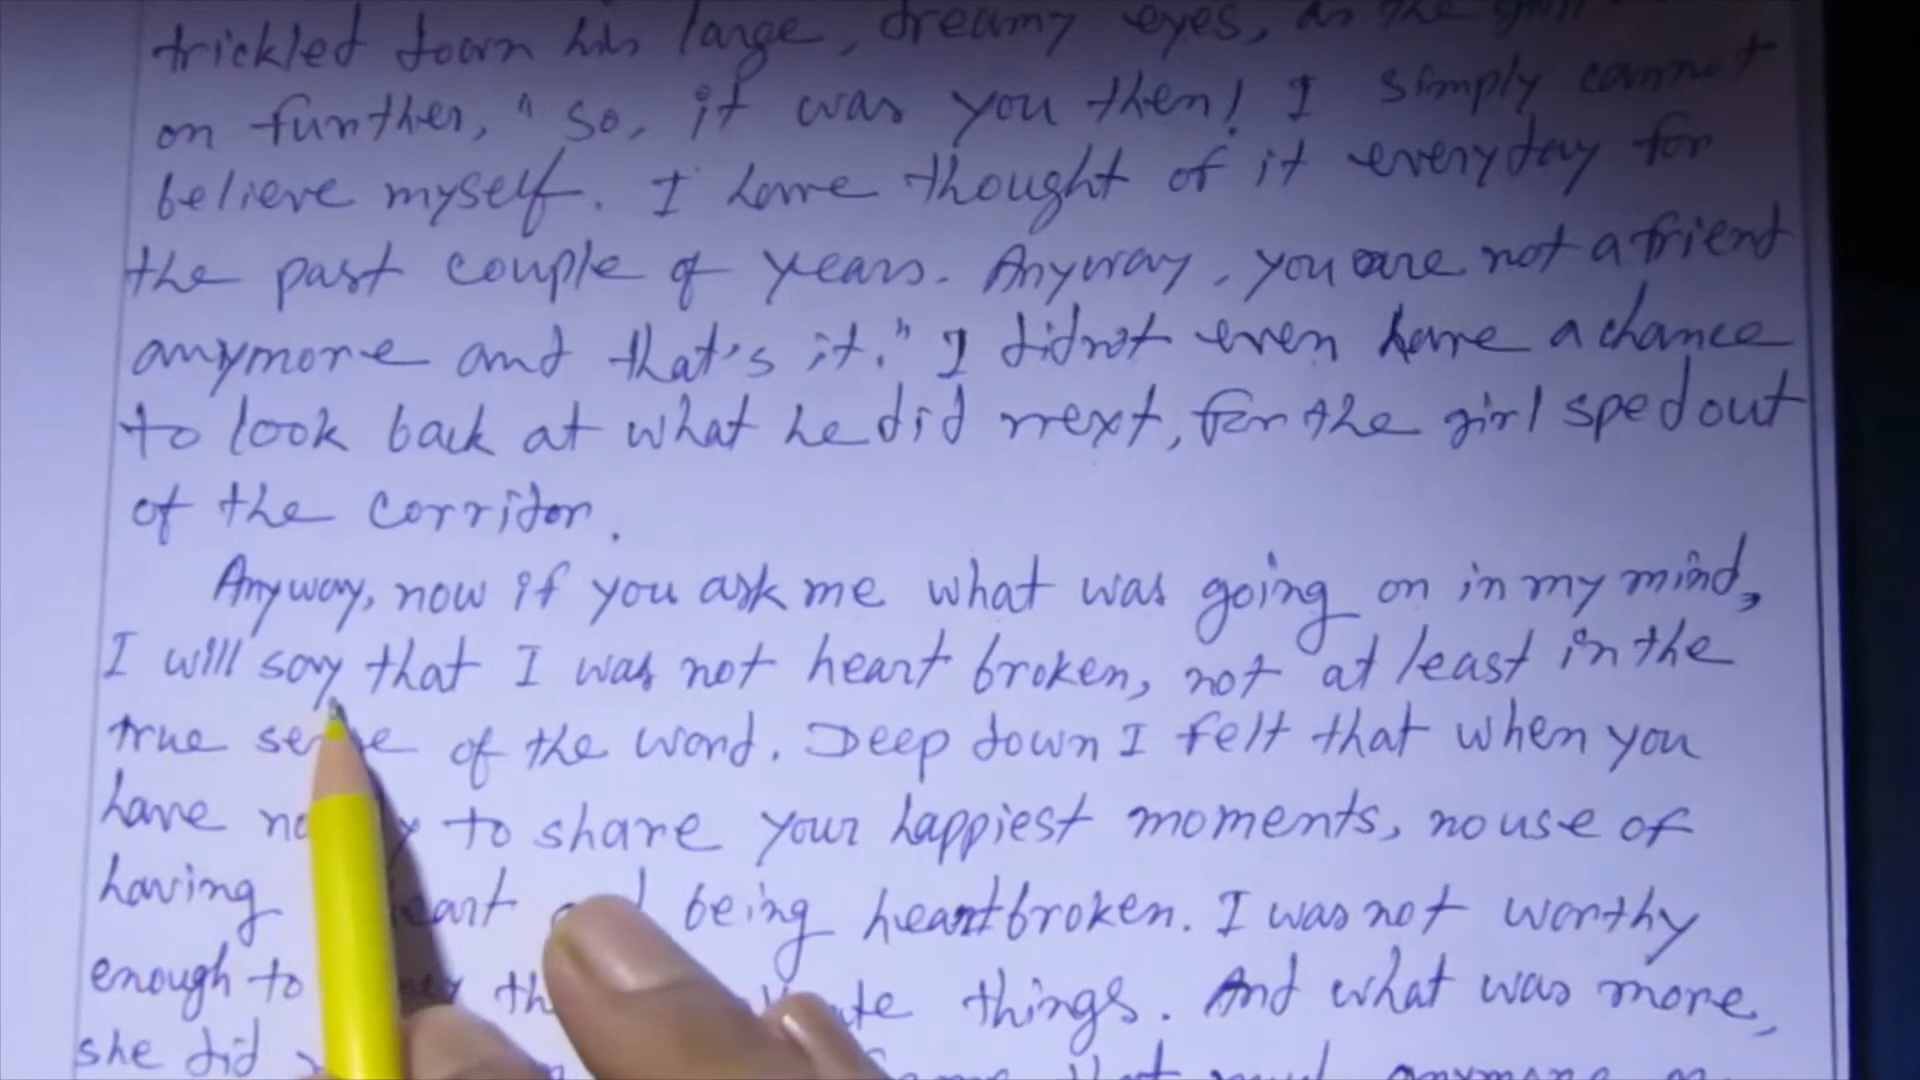 trickled down his large, dreamy eyes, as the
on further, "So, it was you then! I simply cannot
believe myself. I have thought of it everyday for
the past couple of years. Anyway, you are not a friend
anymore and that's it." I did not even have a chance
to look back at what he did next, for the girl sped out
of the corridor.
Anyway, now if you ask me what was going on in my mind,
I will say that I was not heart broken, not at least in the
true sense of the word. Deep down I felt that when you
have to share your happiest moments, no use of
having being heartbroken. I was not worthy
enough to things. And what was more,
she did that anymore